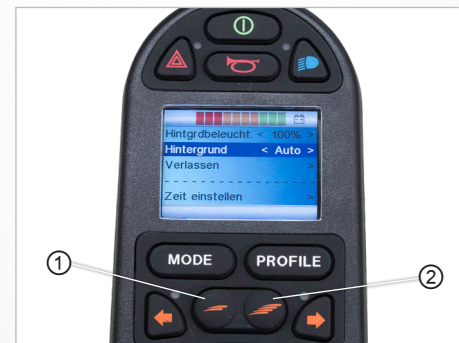 Hintgrdbeleucht. < 100% >
Hintergrund < Auto >
Verlassen >
Zeit einstellen >
MODE PROFILE
1 2